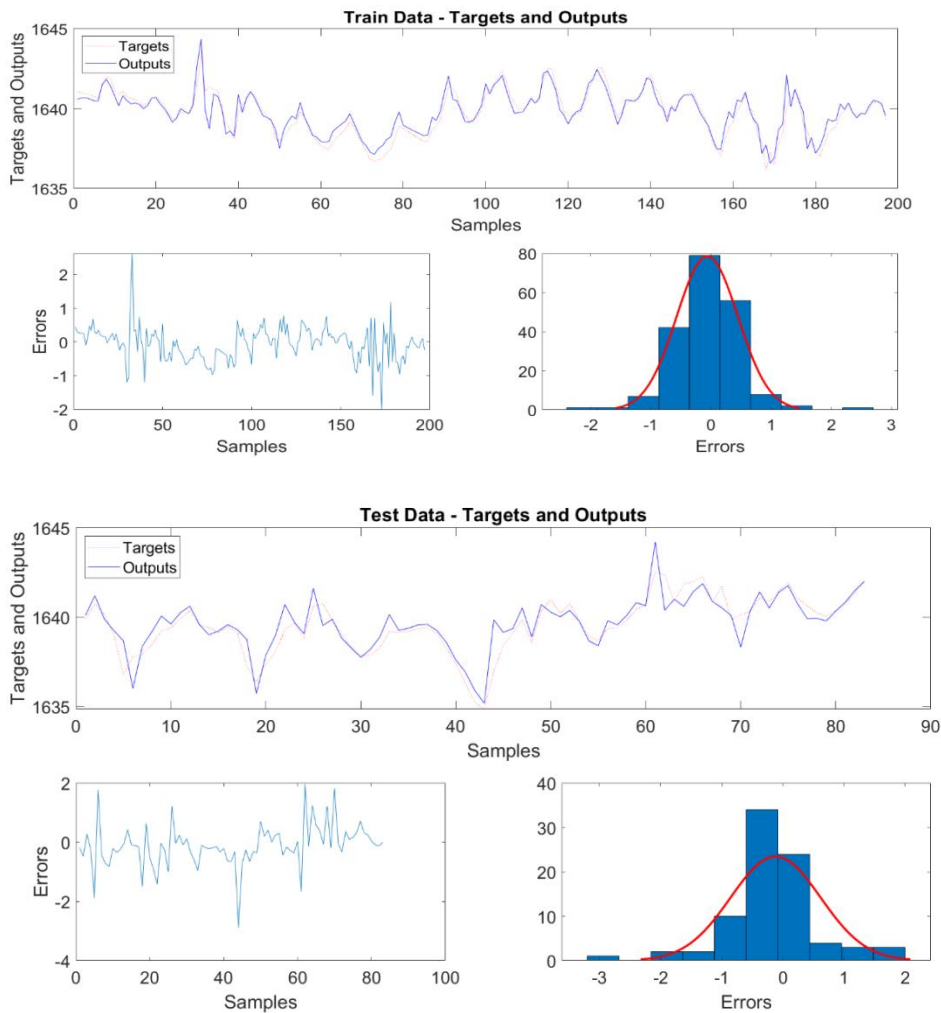 Train Data - Targets and Outputs
Targets and Outputs
1645
1640
1635
Targets
Outputs
0 20 40 60 80 100 120 140 160 180 200
Samples
Errors
2
1
0
-1
-2
0 50 100 150 200
Samples
80
60
40
20
0
-2 -1 0 1 2 3
Errors
Test Data - Targets and Outputs
Targets and Outputs
1645
1640
1635
Targets
Outputs
0 10 20 30 40 50 60 70 80 90
Samples
Errors
2
0
-2
-4
0 20 40 60 80 100
Samples
40
30
20
10
0
-3 -2 -1 0 1 2
Errors